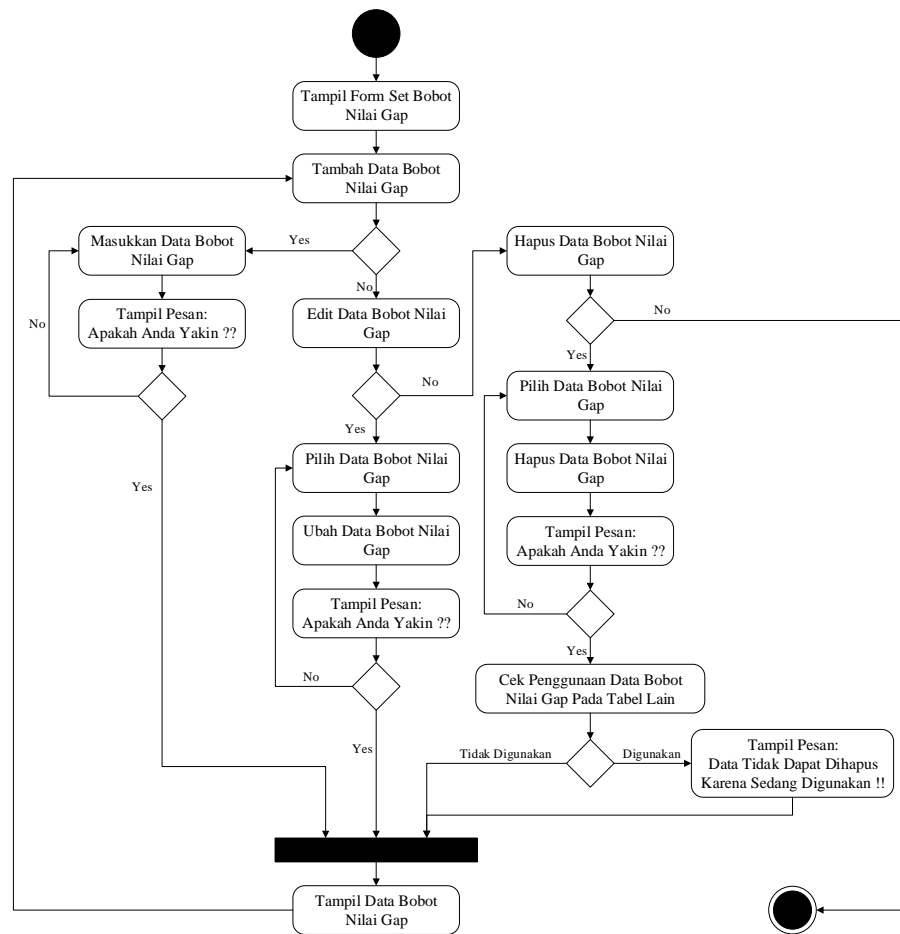 Tampil Form Set Bobot
Nilai Gap
Tambah Data Bobot
Nilai Gap
Masukkan Data Bobot
Nilai Gap
Yes
Hapus Data Bobot Nilai
Gap
No
Tampil Pesan:
Apakah Anda Yakin ??
No
Edit Data Bobot Nilai
Gap
No
Yes
No
Yes
Pilih Data Bobot Nilai
Gap
Pilih Data Bobot Nilai
Gap
Hapus Data Bobot Nilai
Gap
Yes
Ubah Data Bobot Nilai
Gap
Tampil Pesan:
Apakah Anda Yakin ??
Tampil Pesan:
Apakah Anda Yakin ??
No
Yes
No
Cek Penggunaan Data Bobot
Nilai Gap Pada Tabel Lain
Yes
Tidak Digunakan
Digunakan
Tampil Pesan:
Data Tidak Dapat Dihapus
Karena Sedang Digunakan !!
Tampil Data Bobot
Nilai Gap